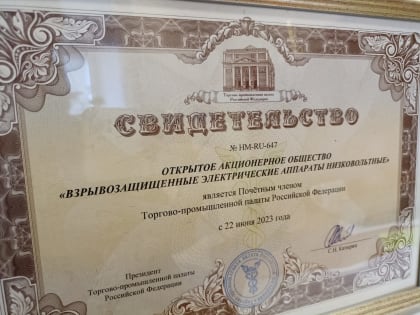 Торгово-промышленная палата
Российской Федерации
СВИДЕТЕЛЬСТВО
№ HM-RU-647
ОТКРЫТОЕ АКЦИОНЕРНОЕ ОБЩЕСТВО
«ВЗРЫВОЗАЩИЩЕННЫЕ ЭЛЕКТРИЧЕСКИЕ АППАРАТЫ НИЗКОВОЛЬТНЫЕ»
является Почётным членом
Торгово-промышленной палаты Российской Федерации
с 22 июня 2023 года
Президент
Торгово-промышленной палаты
Российской Федерации
С.Н. Катырин